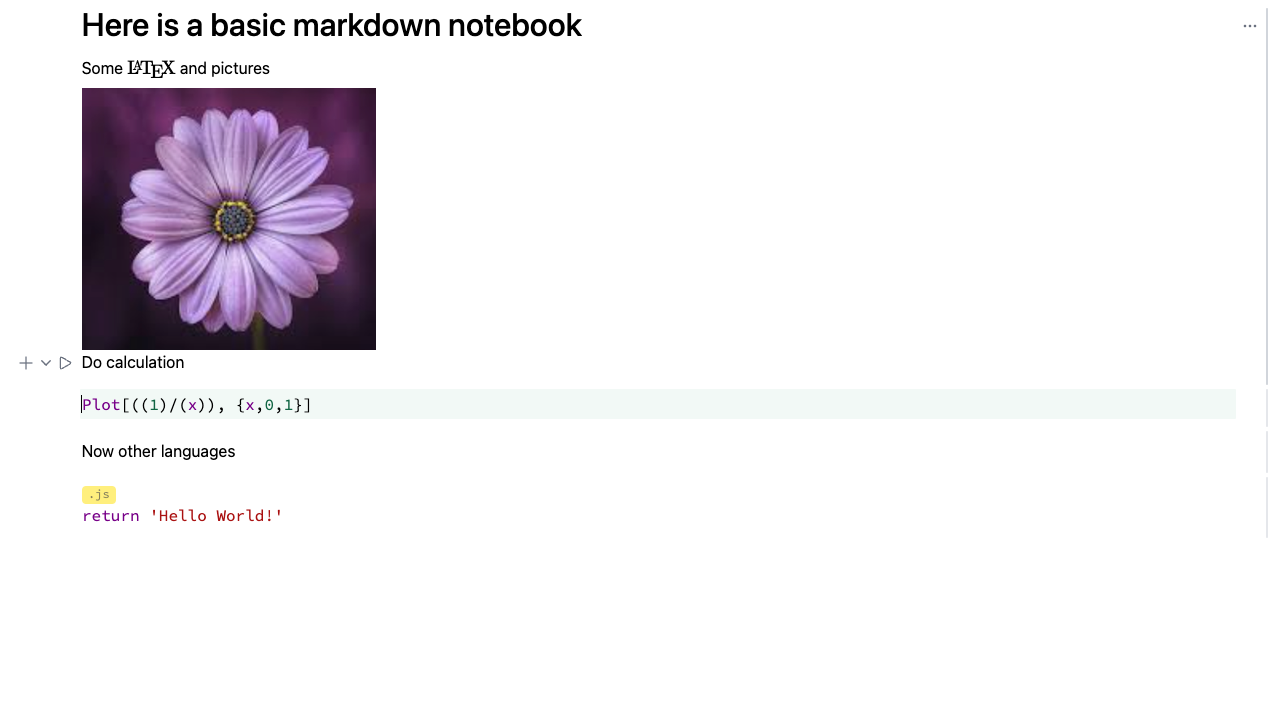 Here is a basic markdown notebook
Some LATEX and pictures
Do calculation
Plot[((1)/(x)), {x,0,1}]
Now other languages
.js
return 'Hello World!'